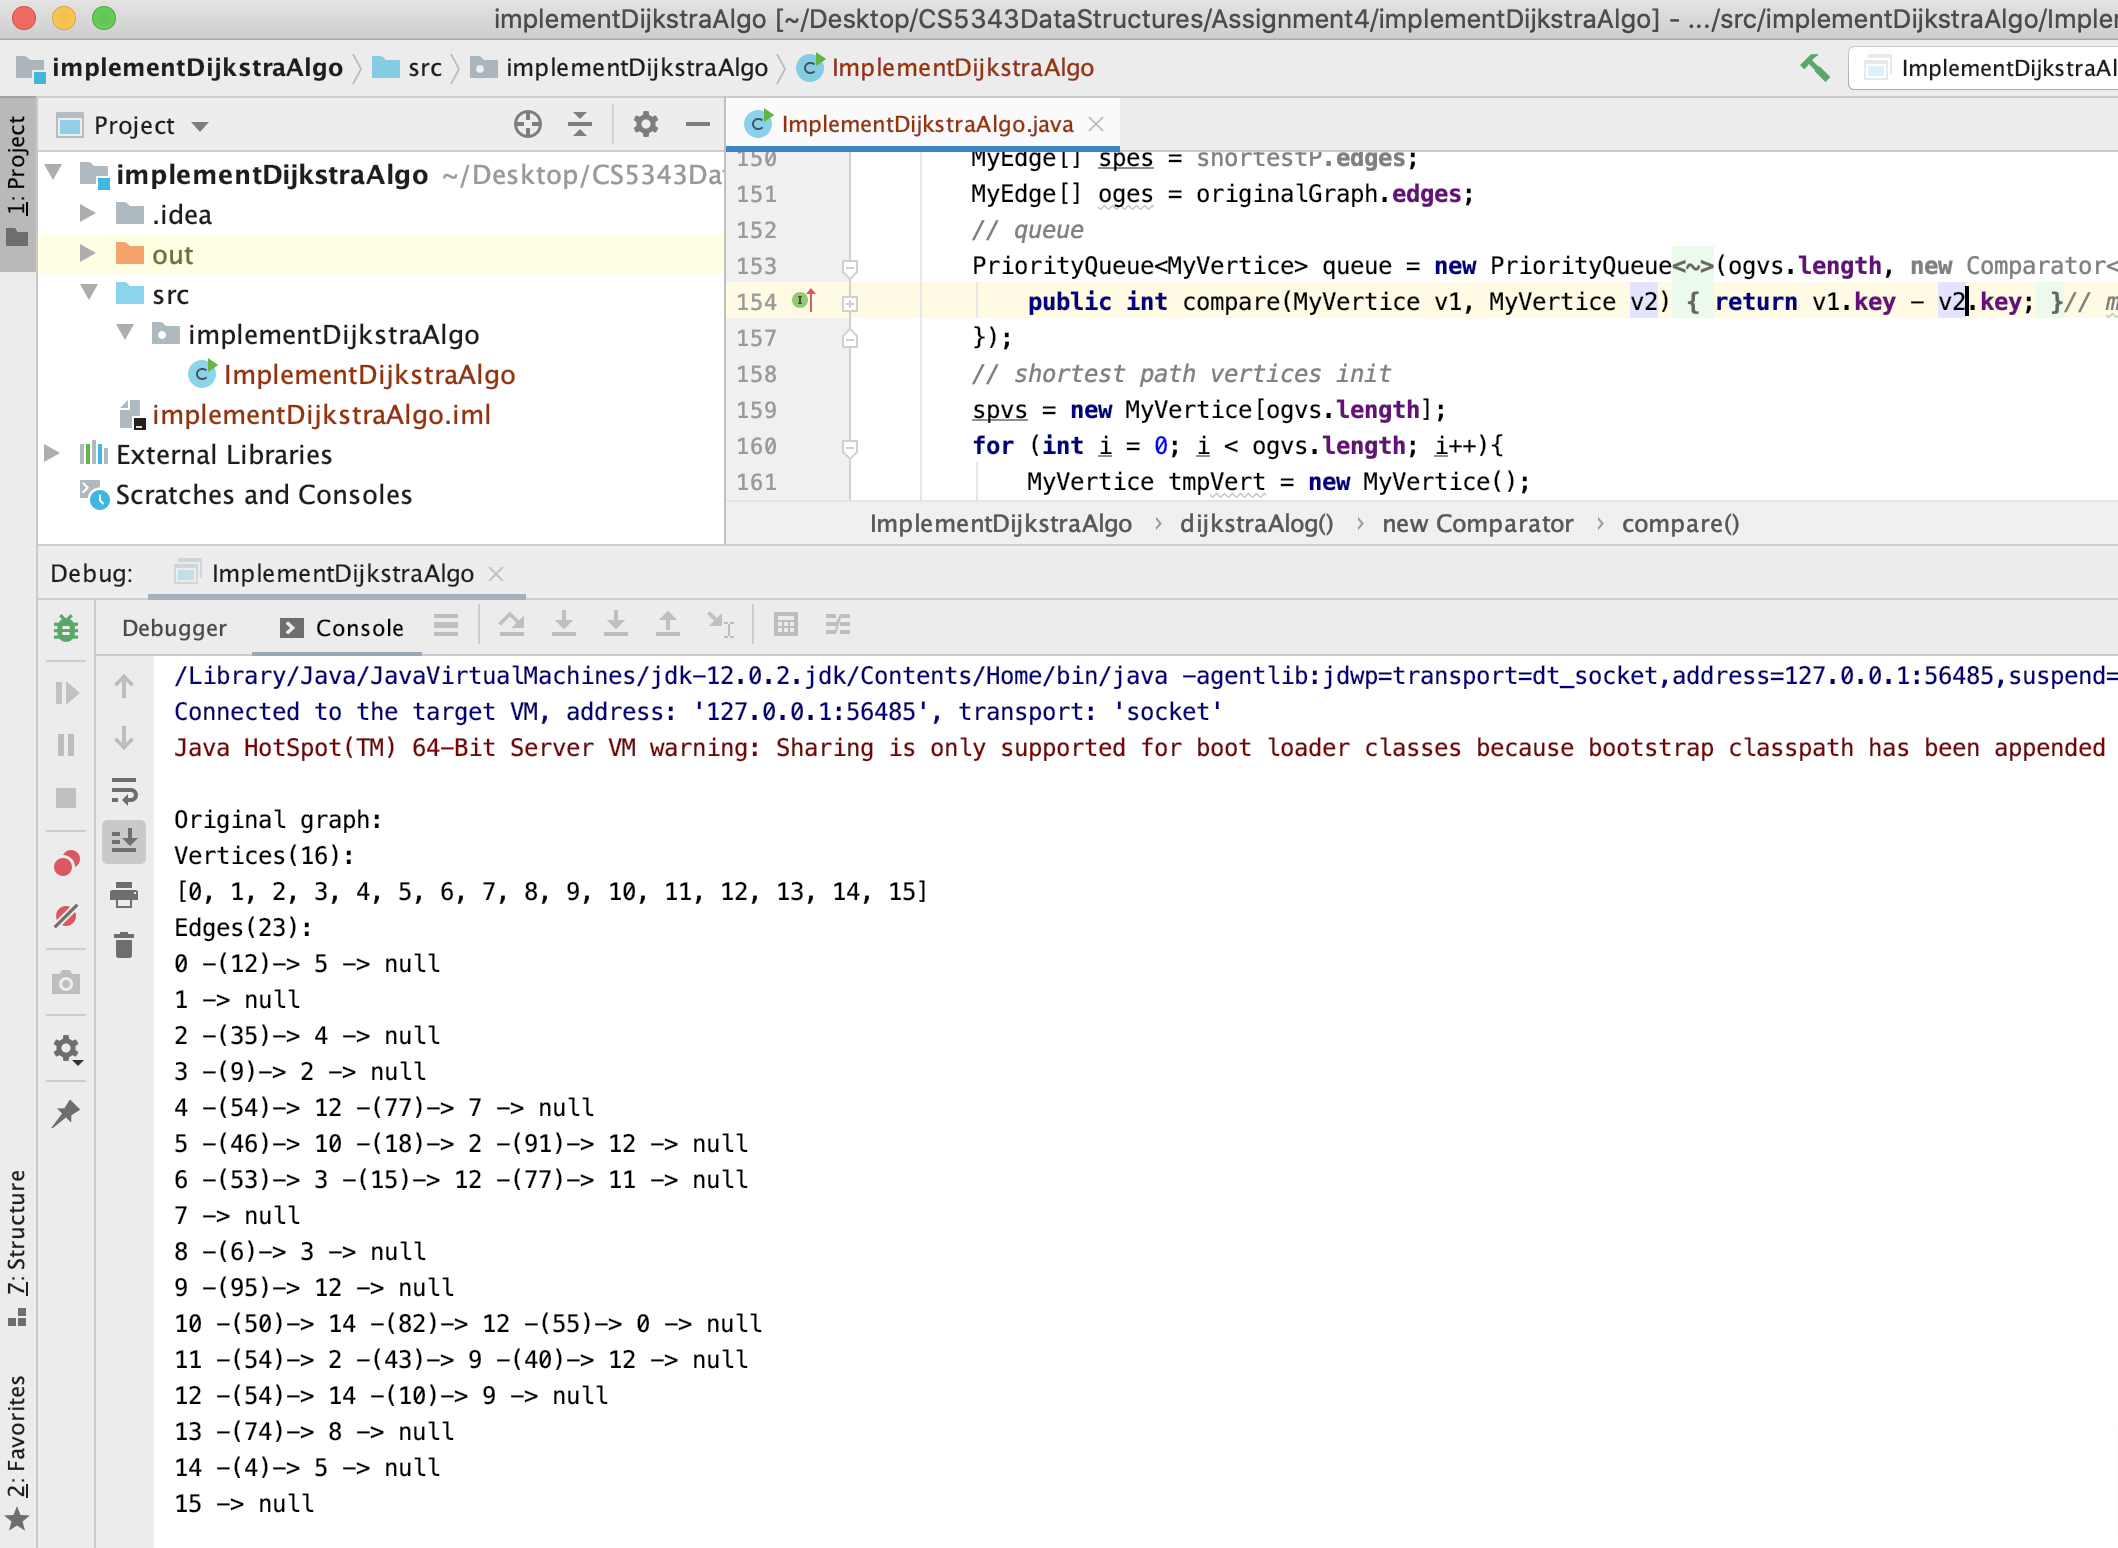 implementDijkstraAlgo [~/Desktop/CS5343DataStructures/Assignment4/implementDijkstraAlgo] - .../src/implementDijkstraAlgo/Imple
implementDijkstraAlgo src implementDijkstraAlgo ImplementDijkstraAlgo ImplementDijkstraAl
1: Project
Project
implementDijkstraAlgo ~/Desktop/CS5343Da
.idea
out
src
implementDijkstraAlgo
ImplementDijkstraAlgo
implementDijkstraAlgo.iml
External Libraries
Scratches and Consoles
ImplementDijkstraAlgo.java
150 MyEdge[] spes = shortestP.edges;
151 MyEdge[] oges = originalGraph.edges;
152 // queue
153 PriorityQueue<MyVertice> queue = new PriorityQueue<~>(ogvs.length, new Comparator<
154 public int compare(MyVertice v1, MyVertice v2) { return v1.key - v2.key; }// m
157 });
158 // shortest path vertices init
159 spvs = new MyVertice[ogvs.length];
160 for (int i = 0; i < ogvs.length; i++){
161 MyVertice tmpVert = new MyVertice();
ImplementDijkstraAlgo › dijkstraAlog() › new Comparator › compare()
Debug: ImplementDijkstraAlgo
Debugger Console
/Library/Java/JavaVirtualMachines/jdk-12.0.2.jdk/Contents/Home/bin/java -agentlib:jdwp=transport=dt_socket,address=127.0.0.1:56485,suspend=
Connected to the target VM, address: '127.0.0.1:56485', transport: 'socket'
Java HotSpot(TM) 64-Bit Server VM warning: Sharing is only supported for boot loader classes because bootstrap classpath has been appended
Original graph:
Vertices(16):
[0, 1, 2, 3, 4, 5, 6, 7, 8, 9, 10, 11, 12, 13, 14, 15]
Edges(23):
0 -(12)-> 5 -> null
1 -> null
2 -(35)-> 4 -> null
3 -(9)-> 2 -> null
4 -(54)-> 12 -(77)-> 7 -> null
5 -(46)-> 10 -(18)-> 2 -(91)-> 12 -> null
6 -(53)-> 3 -(15)-> 12 -(77)-> 11 -> null
7 -> null
8 -(6)-> 3 -> null
9 -(95)-> 12 -> null
10 -(50)-> 14 -(82)-> 12 -(55)-> 0 -> null
11 -(54)-> 2 -(43)-> 9 -(40)-> 12 -> null
12 -(54)-> 14 -(10)-> 9 -> null
13 -(74)-> 8 -> null
14 -(4)-> 5 -> null
15 -> null
7: Structure
2: Favorites